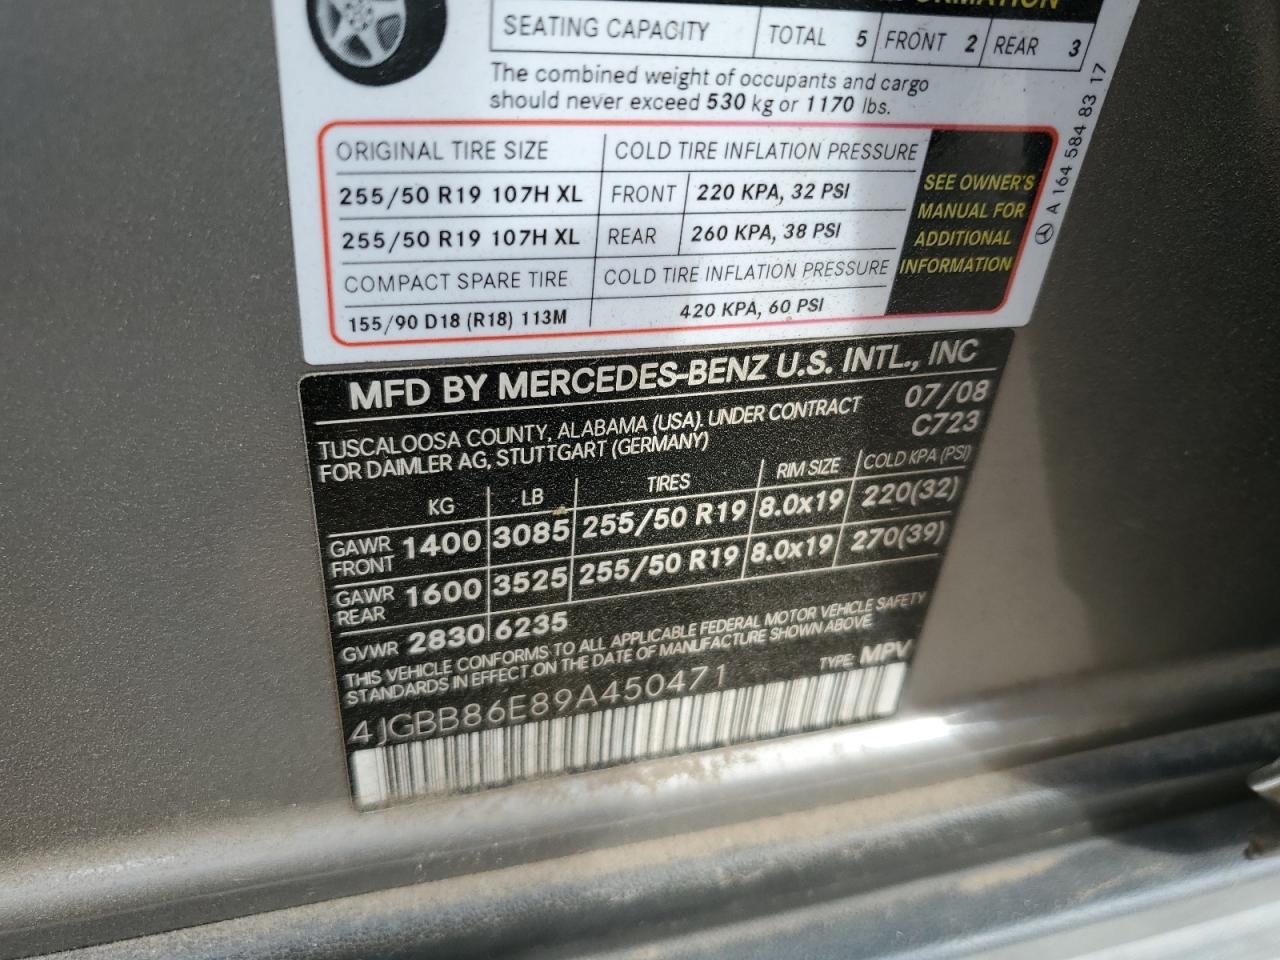 SEATING CAPACITY TOTAL 5 FRONT 2 REAR 3
The combined weight of occupants and cargo
should never exceed 530 kg or 1170 lbs.
ORIGINAL TIRE SIZE COLD TIRE INFLATION PRESSURE
255/50 R19 107H XL FRONT 220 KPA, 32 PSI
255/50 R19 107H XL REAR 260 KPA, 38 PSI
COMPACT SPARE TIRE COLD TIRE INFLATION PRESSURE
155/90 D18 (R18) 113M 420 KPA, 60 PSI
SEE OWNER'S
MANUAL FOR
ADDITIONAL
INFORMATION
A 164 584 83 17
MFD BY MERCEDES-BENZ U.S. INTL., INC
TUSCALOOSA COUNTY, ALABAMA (USA). UNDER CONTRACT 07/08
FOR DAIMLER AG, STUTTGART (GERMANY) C723
KG LB TIRES RIM SIZE COLD KPA (PSI)
GAWR FRONT 1400 3085 255/50 R19 8.0x19 220(32)
GAWR REAR 1600 3525 255/50 R19 8.0x19 270(39)
GVWR 2830 6235
THIS VEHICLE CONFORMS TO ALL APPLICABLE FEDERAL MOTOR VEHICLE SAFETY
STANDARDS IN EFFECT ON THE DATE OF MANUFACTURE SHOWN ABOVE
4JGBB86E89A450471 TYPE: MPV